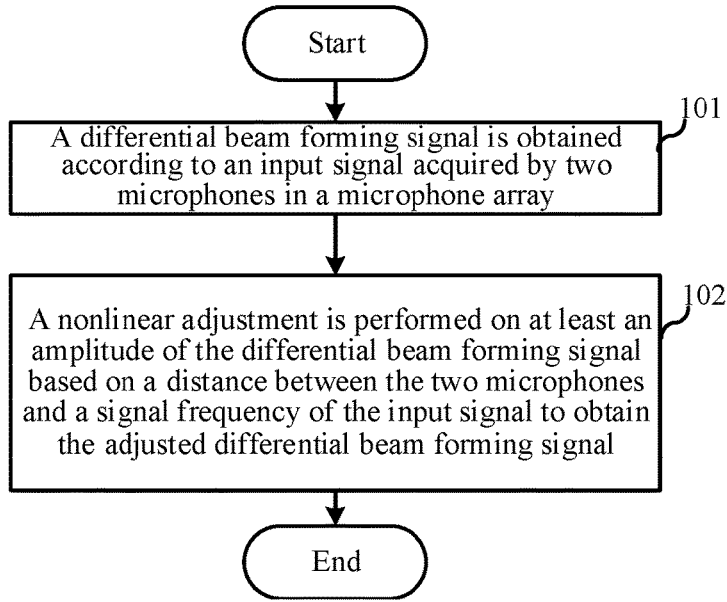 Start
101
A differential beam forming signal is obtained
according to an input signal acquired by two
microphones in a microphone array
102
A nonlinear adjustment is performed on at least an
amplitude of the differential beam forming signal
based on a distance between the two microphones
and a signal frequency of the input signal to obtain
the adjusted differential beam forming signal
End